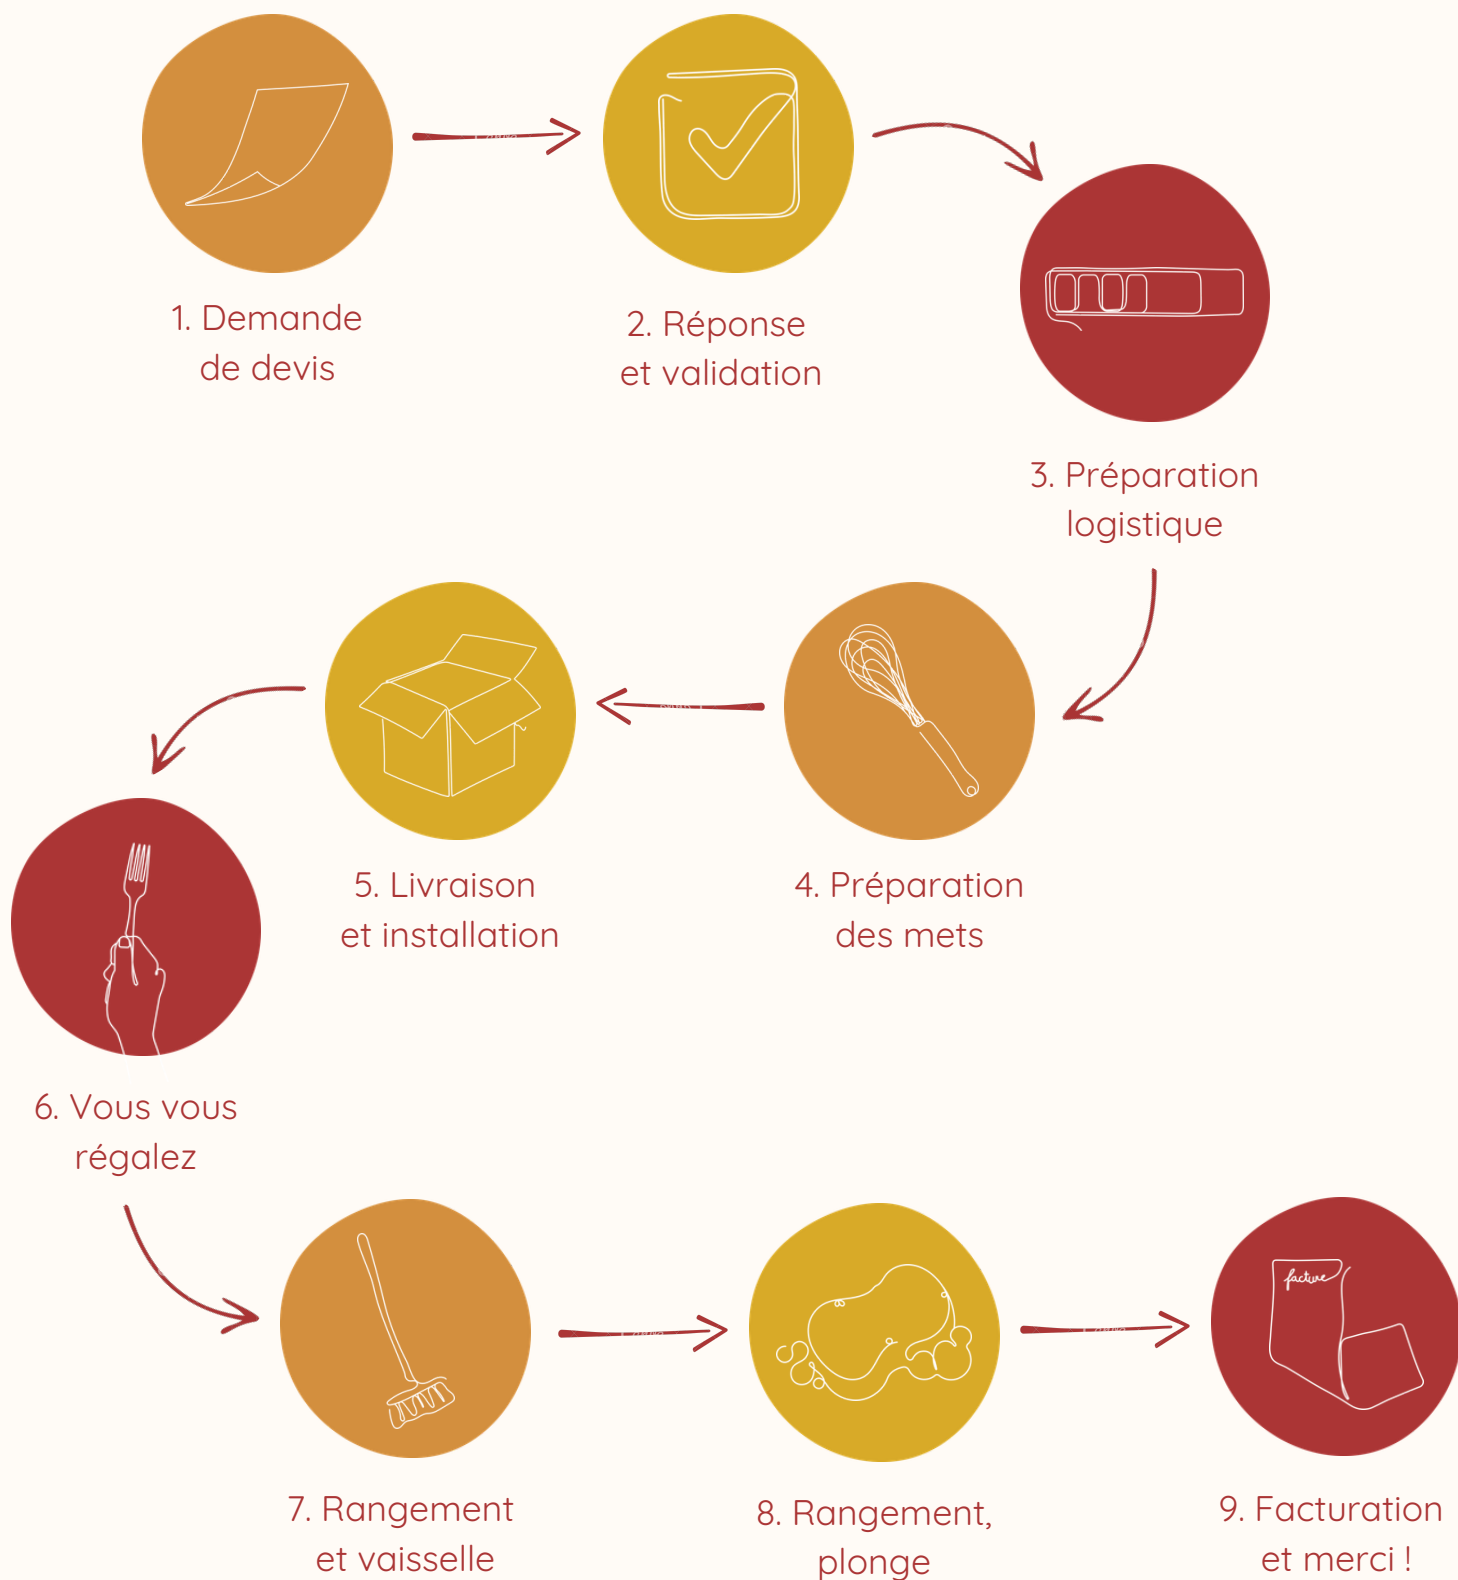 1. Demande
de devis
2. Réponse
et validation
3. Préparation
logistique
4. Préparation
des mets
5. Livraison
et installation
6. Vous vous
régalez
7. Rangement
et vaisselle
8. Rangement,
plonge
facture
9. Facturation
et merci !